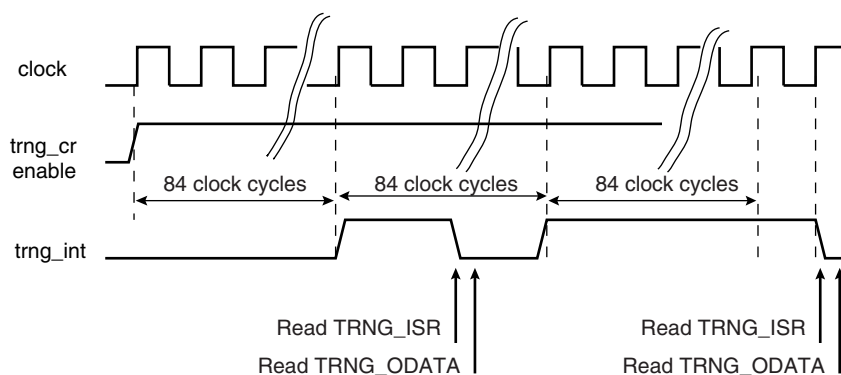 clock
trng_cr
enable
84 clock cycles
84 clock cycles
84 clock cycles
trng_int
Read TRNG_ISR
Read TRNG_ISR
Read TRNG_ODATA
Read TRNG_ODATA